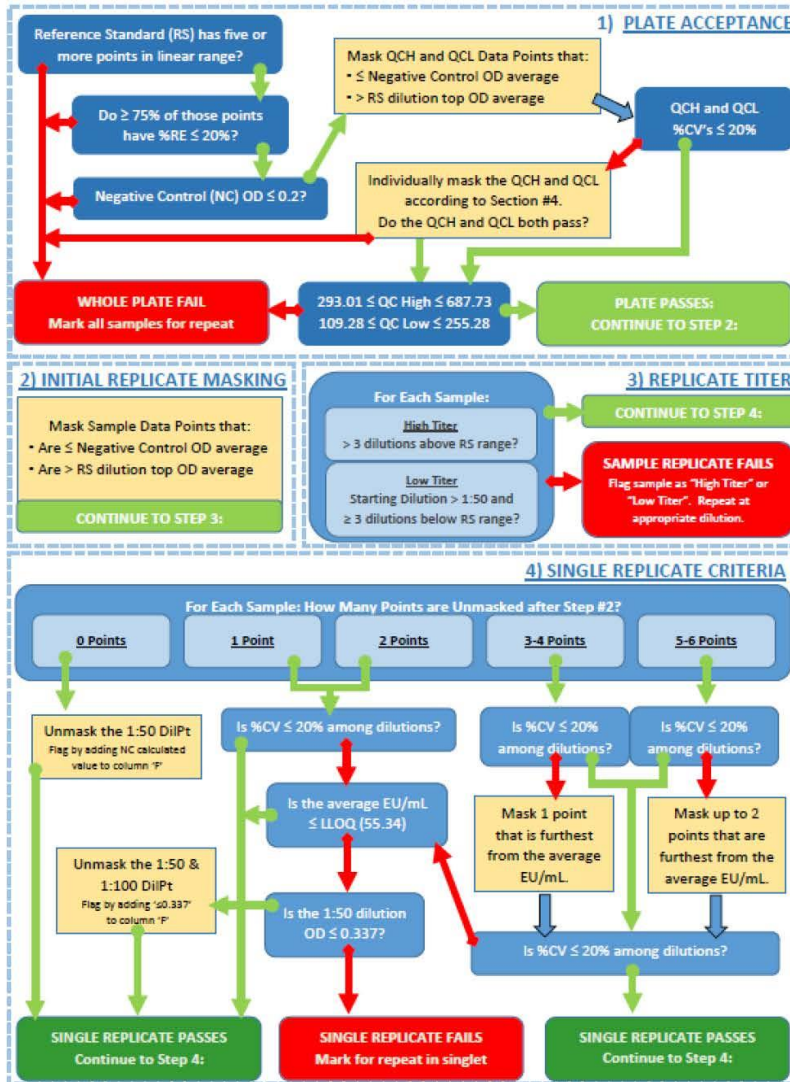 1) PLATE ACCEPTANCE
Reference Standard (RS) has five or
more points in linear range?
Do ≥ 75% of those points
have %RE ≤ 20%?
Negative Control (NC) OD ≤ 0.2?
Mask QCH and QCL Data Points that:
• ≤ Negative Control OD average
• > RS dilution top OD average
QCH and QCL
%CV's ≤ 20%
Individually mask the QCH and QCL
according to Section #4.
Do the QCH and QCL both pass?
WHOLE PLATE FAIL
Mark all samples for repeat
293.01 ≤ QC High ≤ 687.73
109.28 ≤ QC Low ≤ 255.28
PLATE PASSES:
CONTINUE TO STEP 2:
2) INITIAL REPLICATE MASKING
Mask Sample Data Points that:
• Are ≤ Negative Control OD average
• Are > RS dilution top OD average
CONTINUE TO STEP 3:
3) REPLICATE TITER
For Each Sample:
High Titer
> 3 dilutions above RS range?
Low Titer
Starting Dilution > 1:50 and
≥ 3 dilutions below RS range?
CONTINUE TO STEP 4:
SAMPLE REPLICATE FAILS
Flag sample as "High Titer" or
"Low Titer". Repeat at
appropriate dilution.
4) SINGLE REPLICATE CRITERIA
For Each Sample: How Many Points are Unmasked after Step #2?
0 Points
1 Point
2 Points
3-4 Points
5-6 Points
Unmask the 1:50 DilPt
Flag by adding NC calculated
value to column 'F'
Is %CV ≤ 20% among dilutions?
Is %CV ≤ 20%
among dilutions?
Is %CV ≤ 20%
among dilutions?
Is the average EU/mL
≤ LLOQ (55.34)
Mask 1 point
that is furthest
from the average
EU/mL.
Mask up to 2
points that are
furthest from the
average EU/mL.
Unmask the 1:50 &
1:100 DilPt
Flag by adding '≤0.337'
to column 'F'
Is the 1:50 dilution
OD ≤ 0.337?
Is %CV ≤ 20% among dilutions?
SINGLE REPLICATE PASSES
Continue to Step 4:
SINGLE REPLICATE FAILS
Mark for repeat in singlet
SINGLE REPLICATE PASSES
Continue to Step 4: